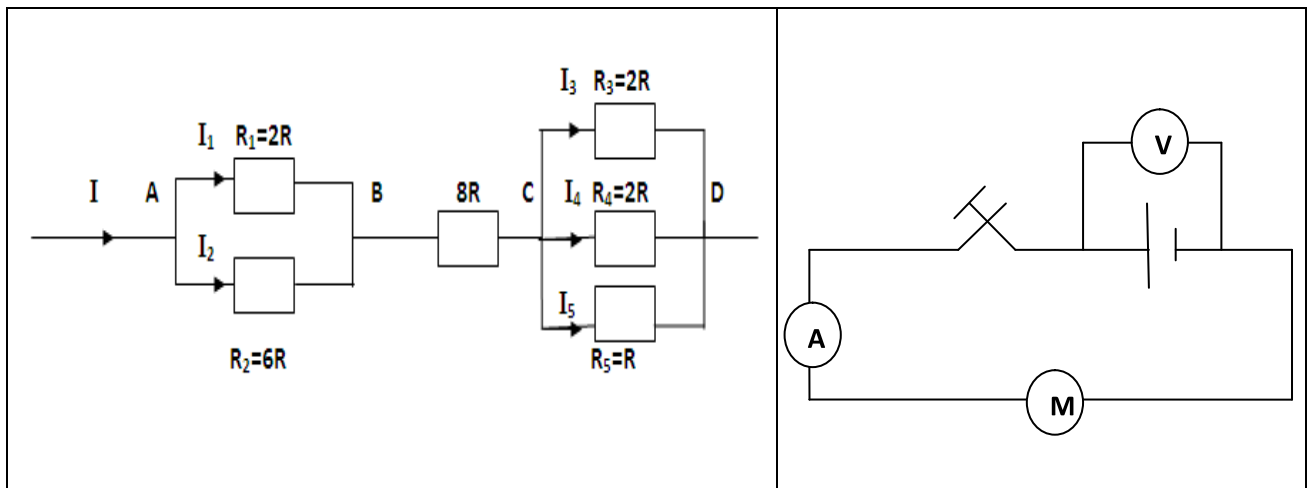 I₃ R₃=2R
I₁ R₁=2R
I A B 8R C I₄ R₄=2R D
I₂
I₅
R₂=6R R₅=R
V
A
M